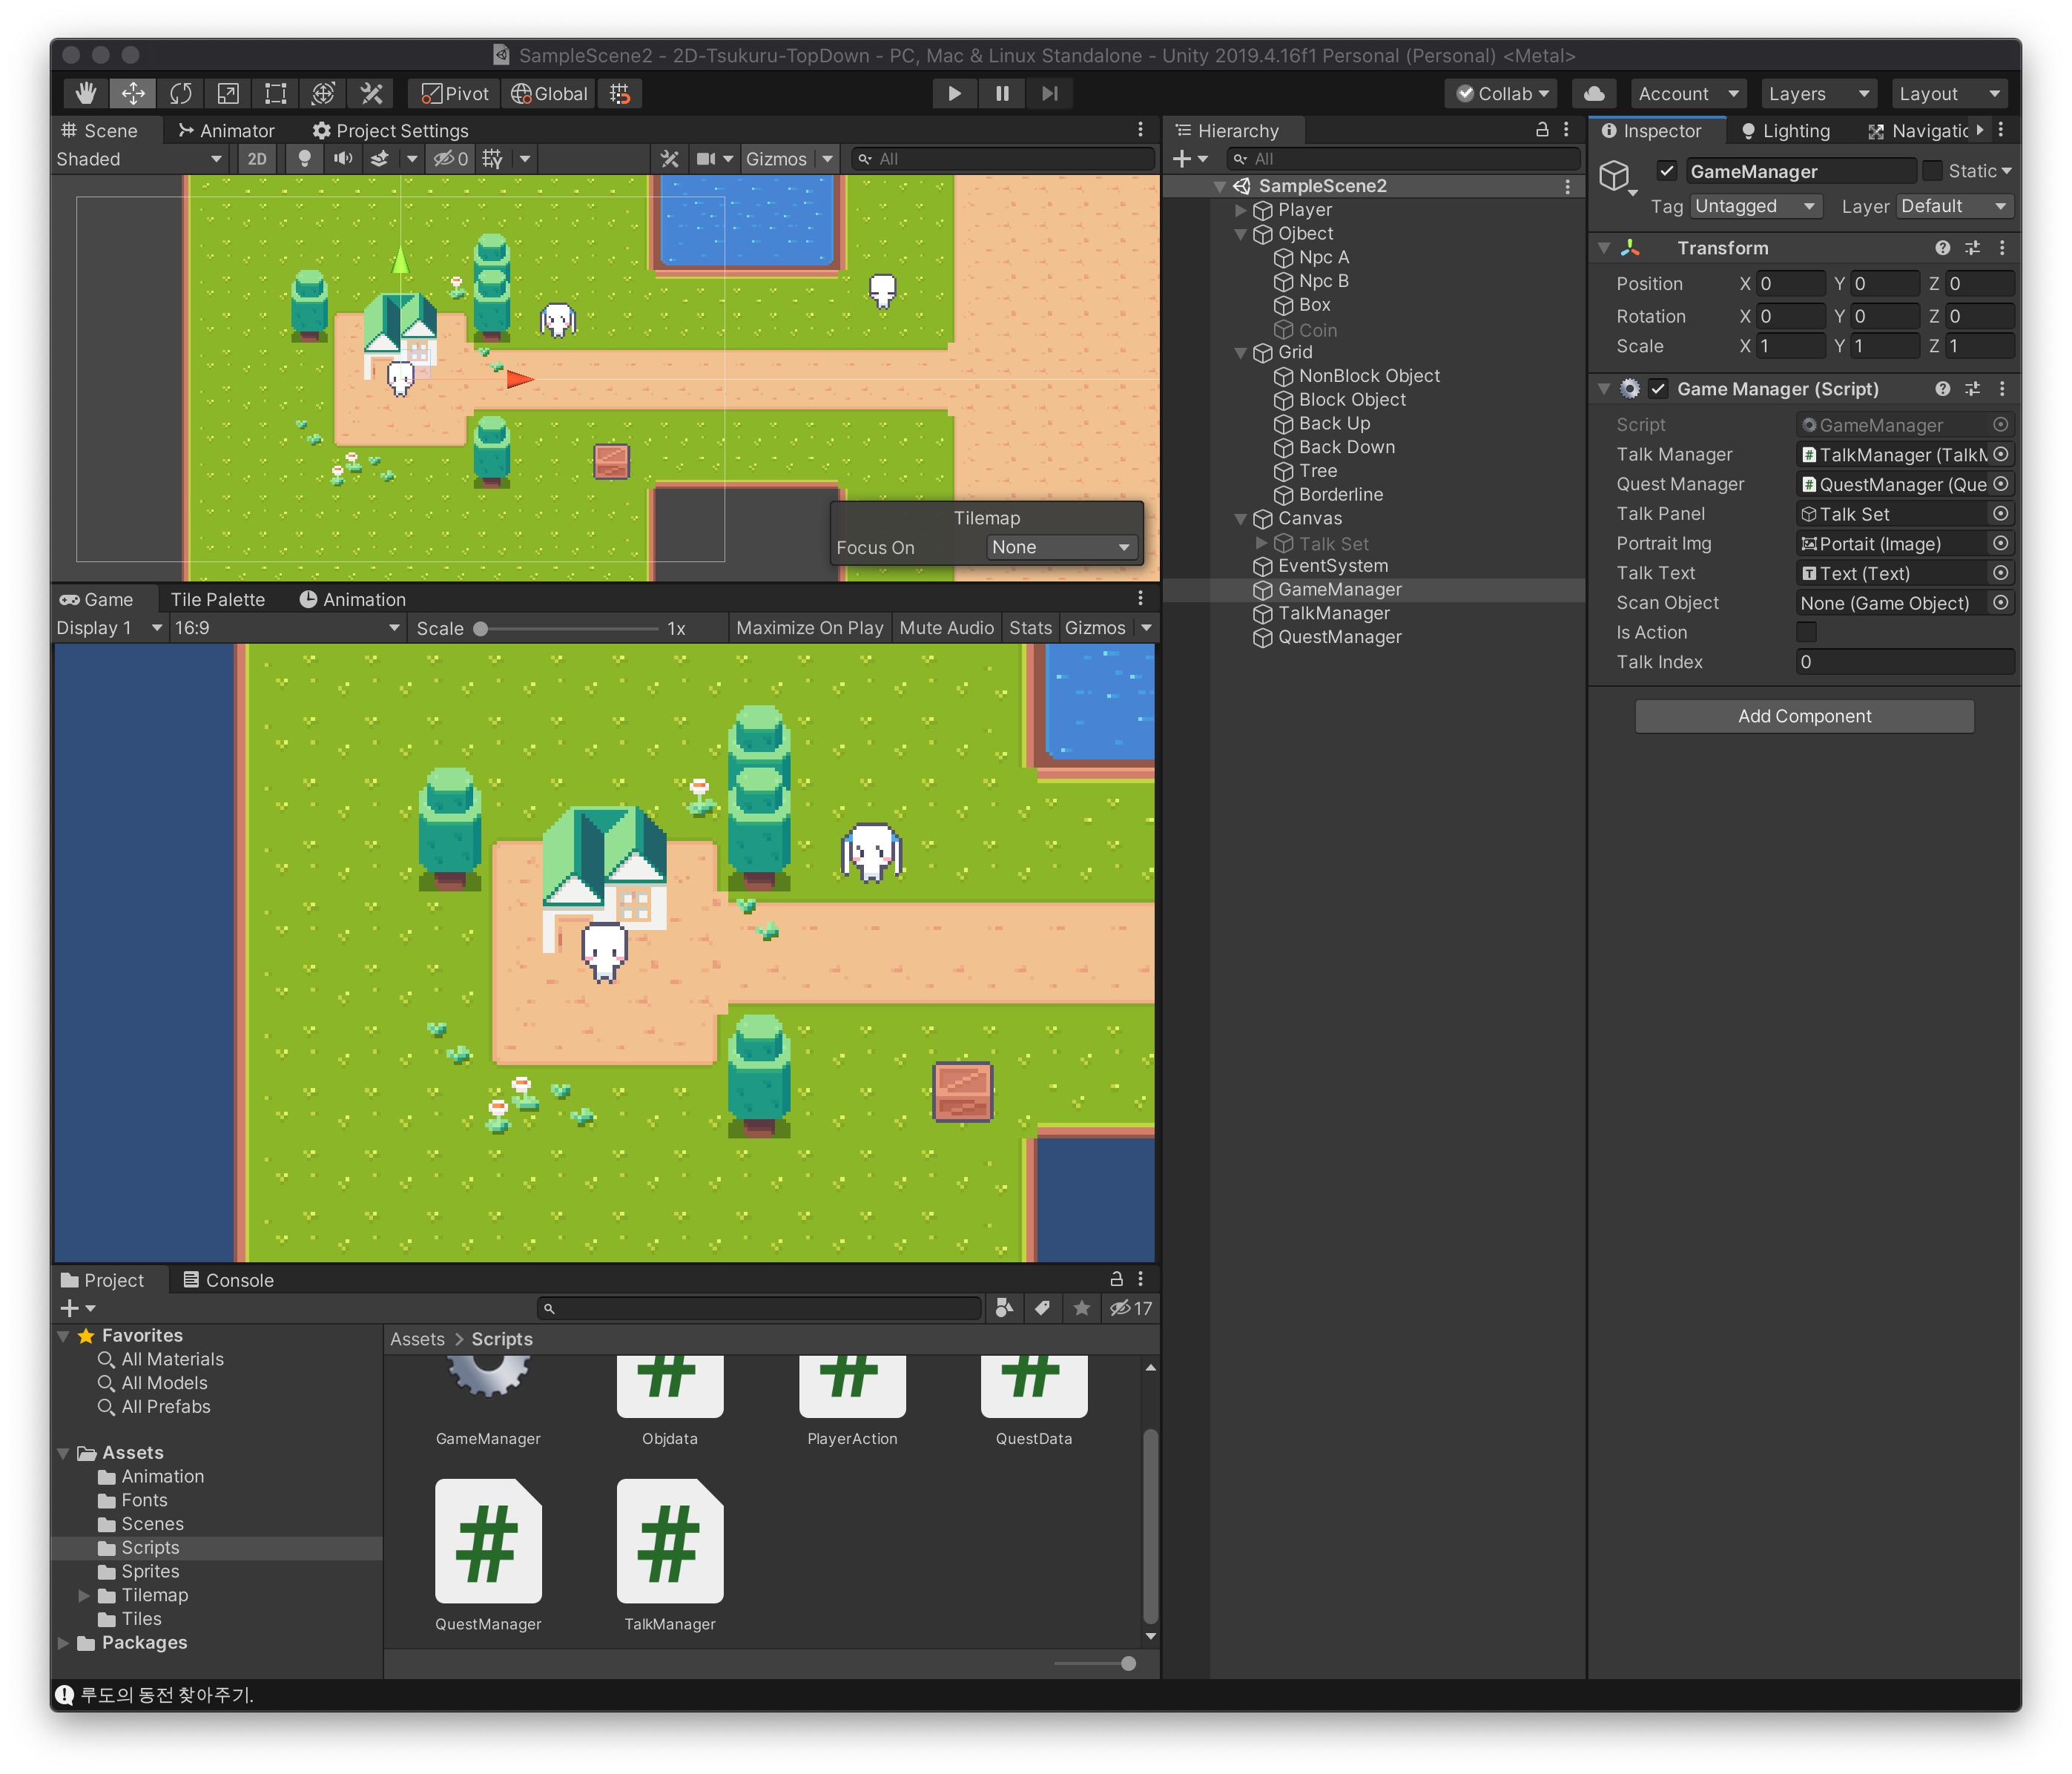 SampleScene2 - 2D-Tsukuru-TopDown - PC, Mac & Linux Standalone - Unity 2019.4.16f1 Personal (Personal) <Metal>
Pivot Global Collab Account Layers Layout
Scene Animator Project Settings
Shaded 2D 0 Gizmos All
Tilemap
Focus On None
Game Tile Palette Animation
Display 1 16:9 Scale 1x Maximize On Play Mute Audio Stats Gizmos
Project Console
17
Favorites
All Materials
All Models
All Prefabs
Assets
Animation
Fonts
Scenes
Scripts
Sprites
Tilemap
Tiles
Packages
Assets > Scripts
GameManager Objdata PlayerAction QuestData
QuestManager TalkManager
루도의 동전 찾아주기.
Hierarchy
All
SampleScene2
Player
Ojbect
Npc A
Npc B
Box
Coin
Grid
NonBlock Object
Block Object
Back Up
Back Down
Tree
Borderline
Canvas
Talk Set
EventSystem
GameManager
TalkManager
QuestManager
Inspector Lighting Navigatic
GameManager Static
Tag Untagged Layer Default
Transform
Position X 0 Y 0 Z 0
Rotation X 0 Y 0 Z 0
Scale X 1 Y 1 Z 1
Game Manager (Script)
Script GameManager
Talk Manager TalkManager (TalkM
Quest Manager QuestManager (Que
Talk Panel Talk Set
Portrait Img Portait (Image)
Talk Text Text (Text)
Scan Object None (Game Object)
Is Action
Talk Index 0
Add Component